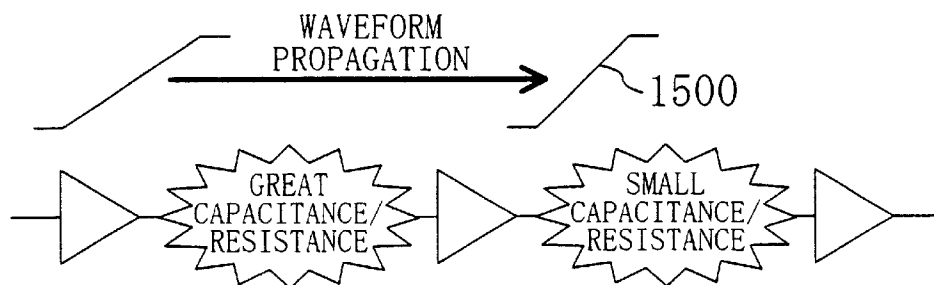 WAVEFORM
PROPAGATION
1500
GREAT
CAPACITANCE/
RESISTANCE
SMALL
CAPACITANCE/
RESISTANCE